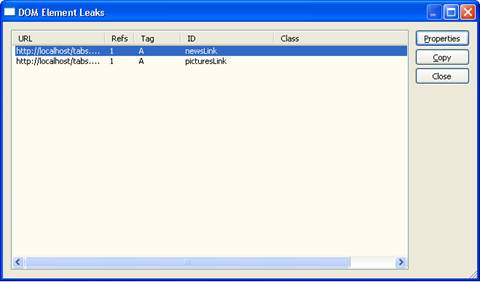 DOM Element Leaks
URL Refs Tag ID Class
http://localhost/tabs.... 1 A newsLink
http://localhost/tabs.... 1 A picturesLink
Properties
Copy
Close